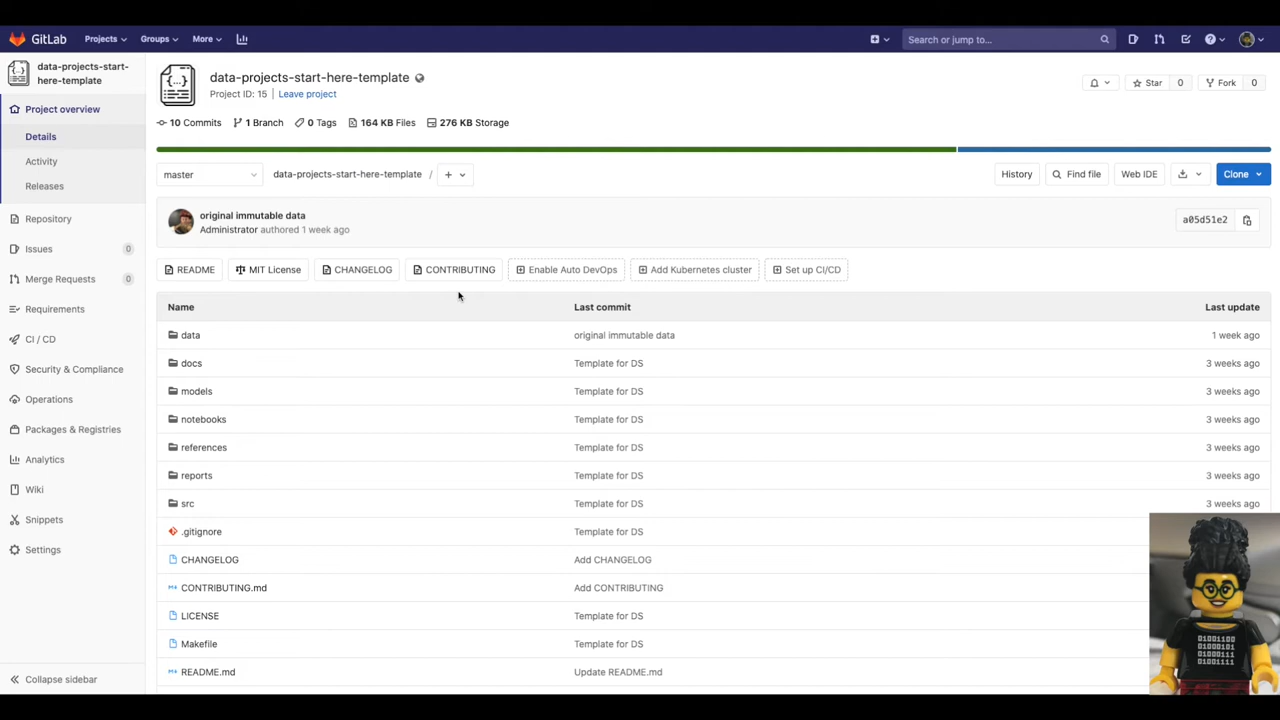 GitLab Projects Groups More Search or jump to...
data-projects-start-
here-template
Project overview
Details
Activity
Releases
Repository
Issues 0
Merge Requests 0
Requirements
CI / CD
Security & Compliance
Operations
Packages & Registries
Analytics
Wiki
Snippets
Settings
Collapse sidebar
data-projects-start-here-template
Project ID: 15 Leave project
Star 0 Fork 0
10 Commits 1 Branch 0 Tags 164 KB Files 276 KB Storage
master data-projects-start-here-template / + History Find file Web IDE Clone
original immutable data
Administrator authored 1 week ago
a05d51e2
README MIT License CHANGELOG CONTRIBUTING Enable Auto DevOps Add Kubernetes cluster Set up CI/CD
Name Last commit Last update
data original immutable data 1 week ago
docs Template for DS 3 weeks ago
models Template for DS 3 weeks ago
notebooks Template for DS 3 weeks ago
references Template for DS 3 weeks ago
reports Template for DS 3 weeks ago
src Template for DS 3 weeks ago
.gitignore Template for DS
CHANGELOG Add CHANGELOG
CONTRIBUTING.md Add CONTRIBUTING
LICENSE Template for DS
Makefile Template for DS
README.md Update README.md
01001100
01000101
01000111
01001111